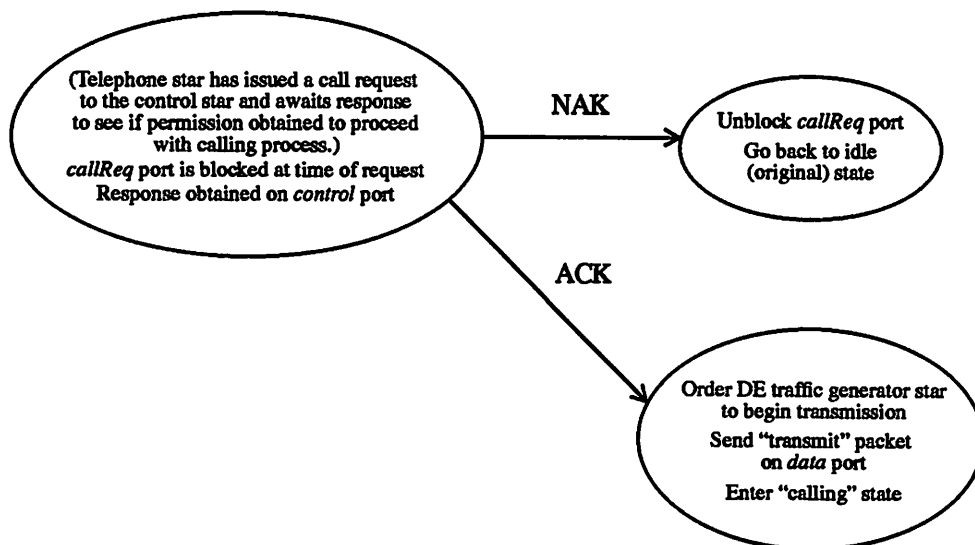 (Telephone star has issued a call request
to the control star and awaits response
to see if permission obtained to proceed
with calling process.)
callReq port is blocked at time of request
Response obtained on control port
NAK
Unblock callReq port
Go back to idle
(original) state
ACK
Order DE traffic generator star
to begin transmission
Send “transmit” packet
on data port
Enter “calling” state